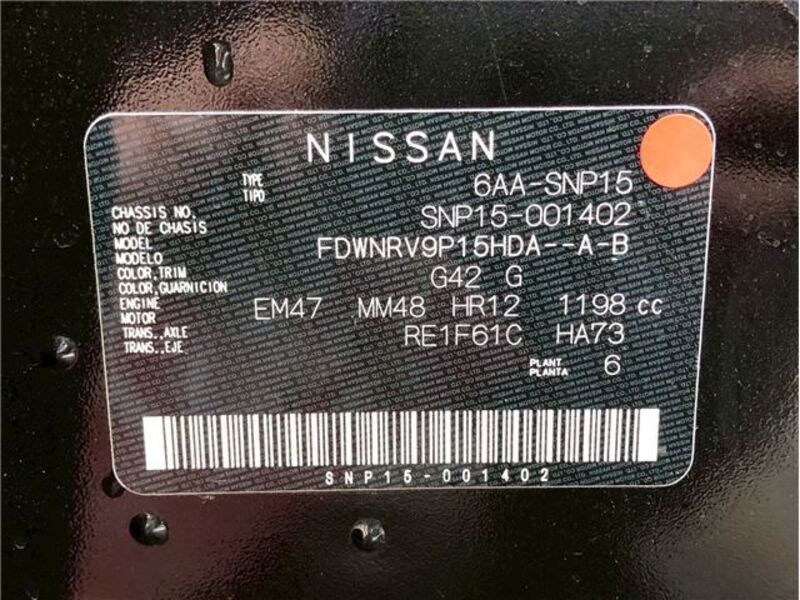 NISSAN
TYPE
TIPO 6AA-SNP15
CHASSIS NO.
NO DE CHASIS SNP15-001402
MODEL
MODELO FDWNRV9P15HDA--A-B
COLOR,TRIM
COLOR,GUARNICION G42 G
ENGINE
MOTOR EM47 MM48 HR12 1198 cc
TRANS.,AXLE
TRANS.,EJE RE1F61C HA73
PLANT
PLANTA 6
SNP15-001402